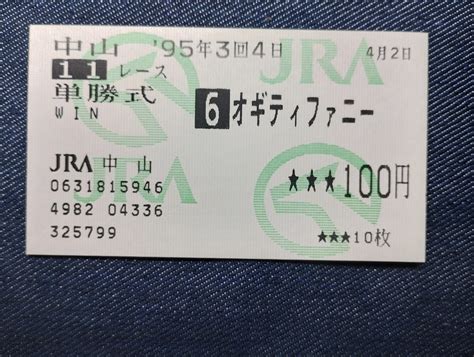 中山 '95年3回4日 4月2日
11 レース
単勝式
WIN
6 オギティファニー
JRA 中山
0631815946
★★★100円
4982 04336
325799
★★★10枚
JRA
JRA